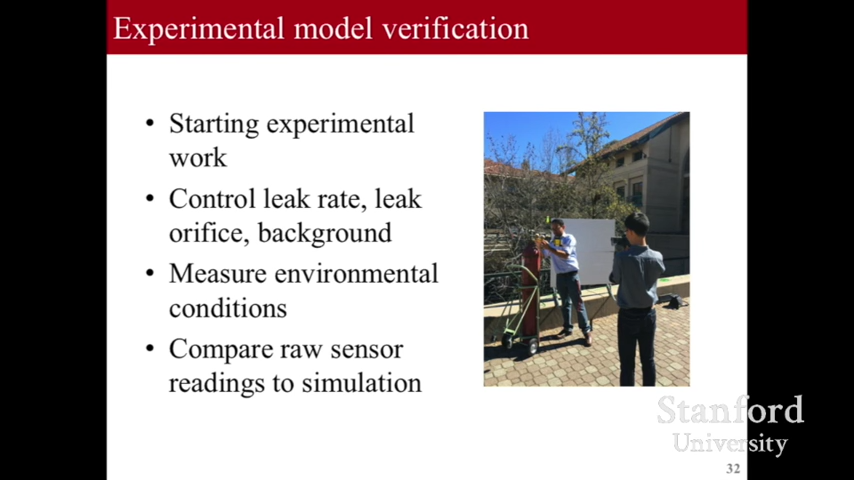 Experimental model verification
• Starting experimental
work
• Control leak rate, leak
orifice, background
• Measure environmental
conditions
• Compare raw sensor
readings to simulation
Stanford
University
32